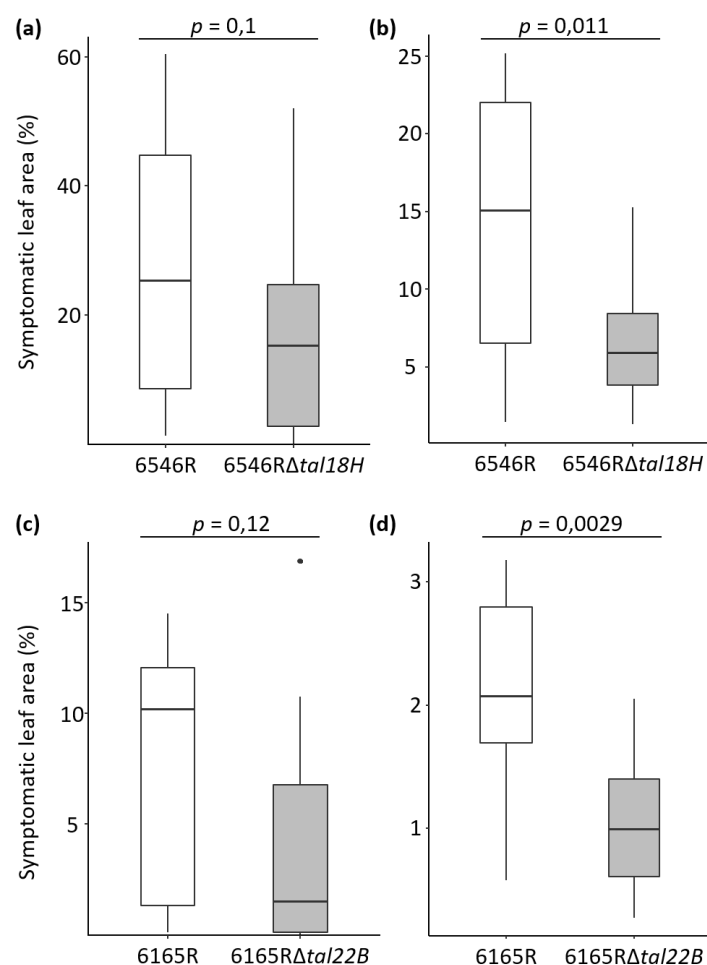 (a)
p = 0,1
Symptomatic leaf area (%)
60
40
20
6546R 6546RΔtal18H
(b)
p = 0,011
25
20
15
10
5
6546R 6546RΔtal18H
(c)
p = 0,12
Symptomatic leaf area (%)
15
10
5
6165R 6165RΔtal22B
(d)
p = 0,0029
3
2
1
6165R 6165RΔtal22B